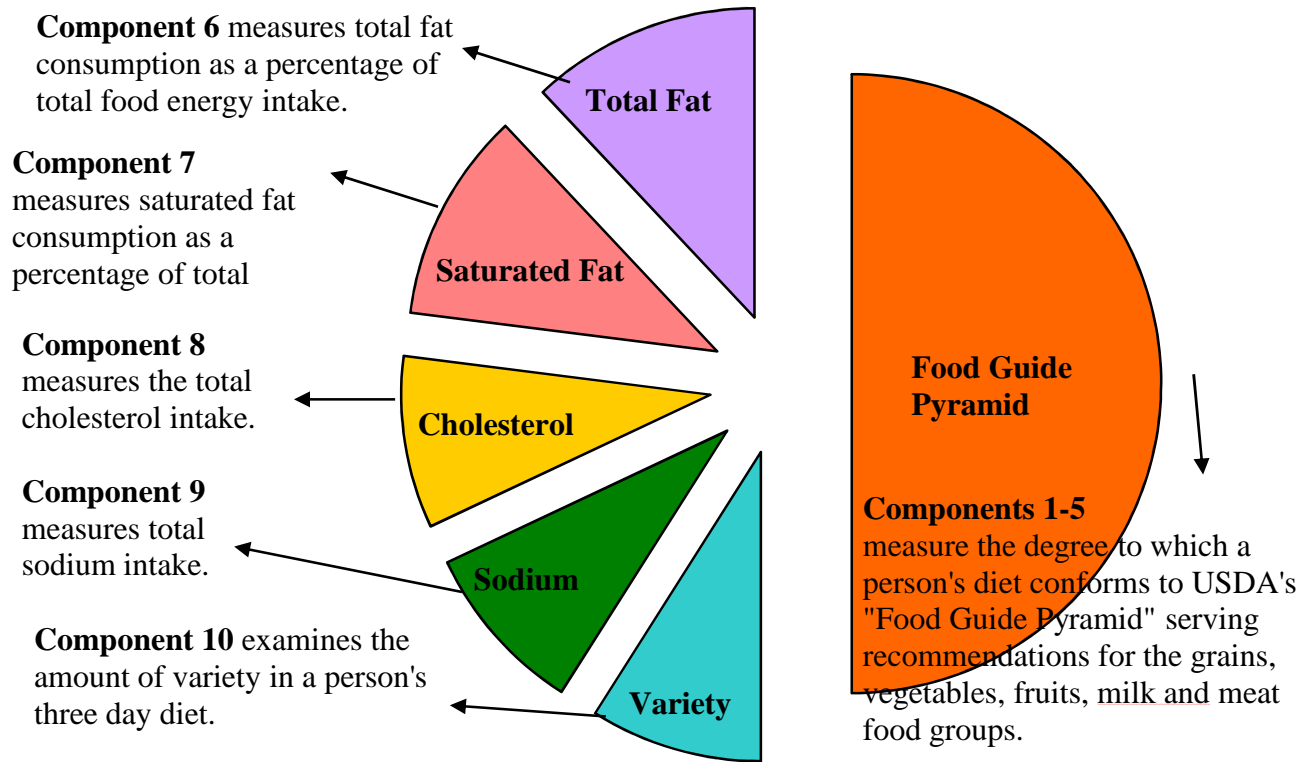 Component 6 measures total fat
consumption as a percentage of
total food energy intake.
Total Fat
Component 7
measures saturated fat
consumption as a
percentage of total
Saturated Fat
Component 8
measures the total
cholesterol intake.
Cholesterol
Component 9
measures total
sodium intake.
Sodium
Component 10 examines the
amount of variety in a person's
three day diet.
Variety
Food Guide
Pyramid
Components 1-5
measure the degree to which a
person's diet conforms to USDA's
"Food Guide Pyramid" serving
recommendations for the grains,
vegetables, fruits, milk and meat
food groups.